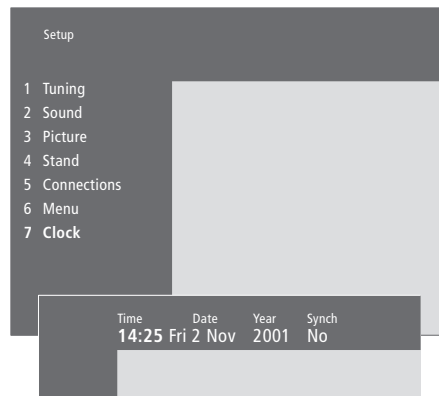 Setup
1 Tuning
2 Sound
3 Picture
4 Stand
5 Connections
6 Menu
7 Clock
Time Date Year Synch
14:25 Fri 2 Nov 2001 No